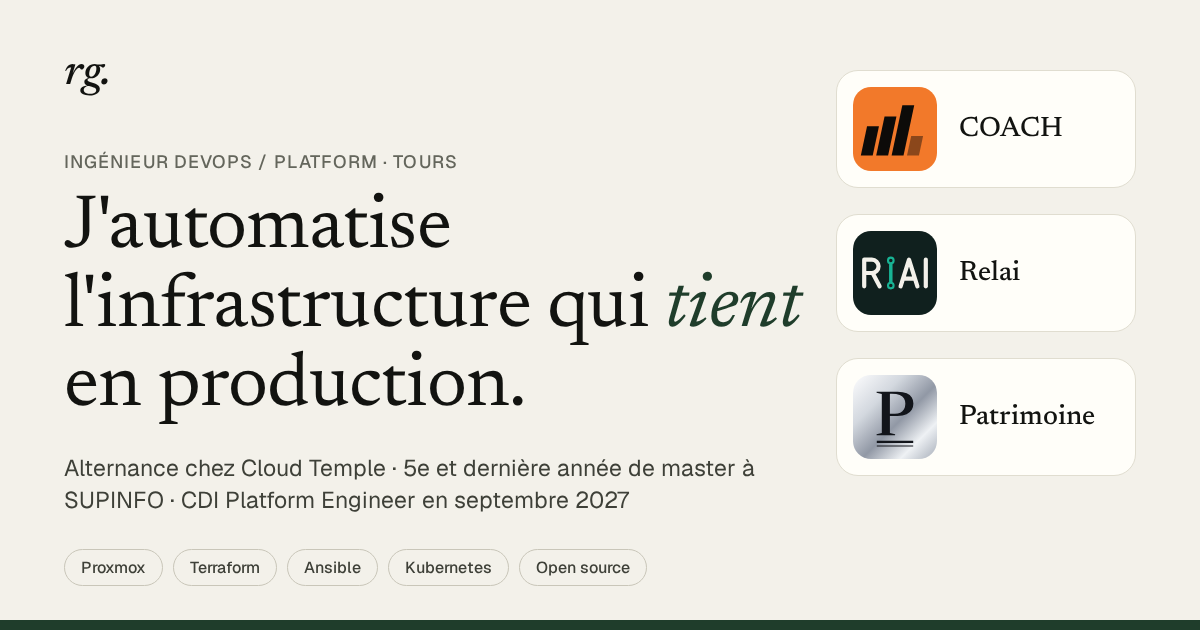 rg.
INGÉNIEUR DEVOPS / PLATFORM · TOURS
J'automatise
l'infrastructure qui tient
en production.
Alternance chez Cloud Temple · 5e et dernière année de master à
SUPINFO · CDI Platform Engineer en septembre 2027
Proxmox
Terraform
Ansible
Kubernetes
Open source
COACH
RIAI
Relai
P
Patrimoine